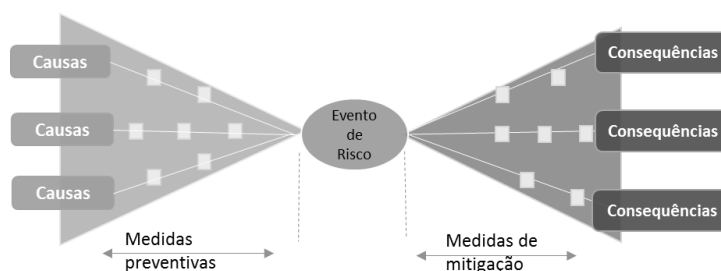 Causas
Causas
Causas
Evento
de
Risco
Consequências
Consequências
Consequências
Medidas
preventivas
Medidas de
mitigação